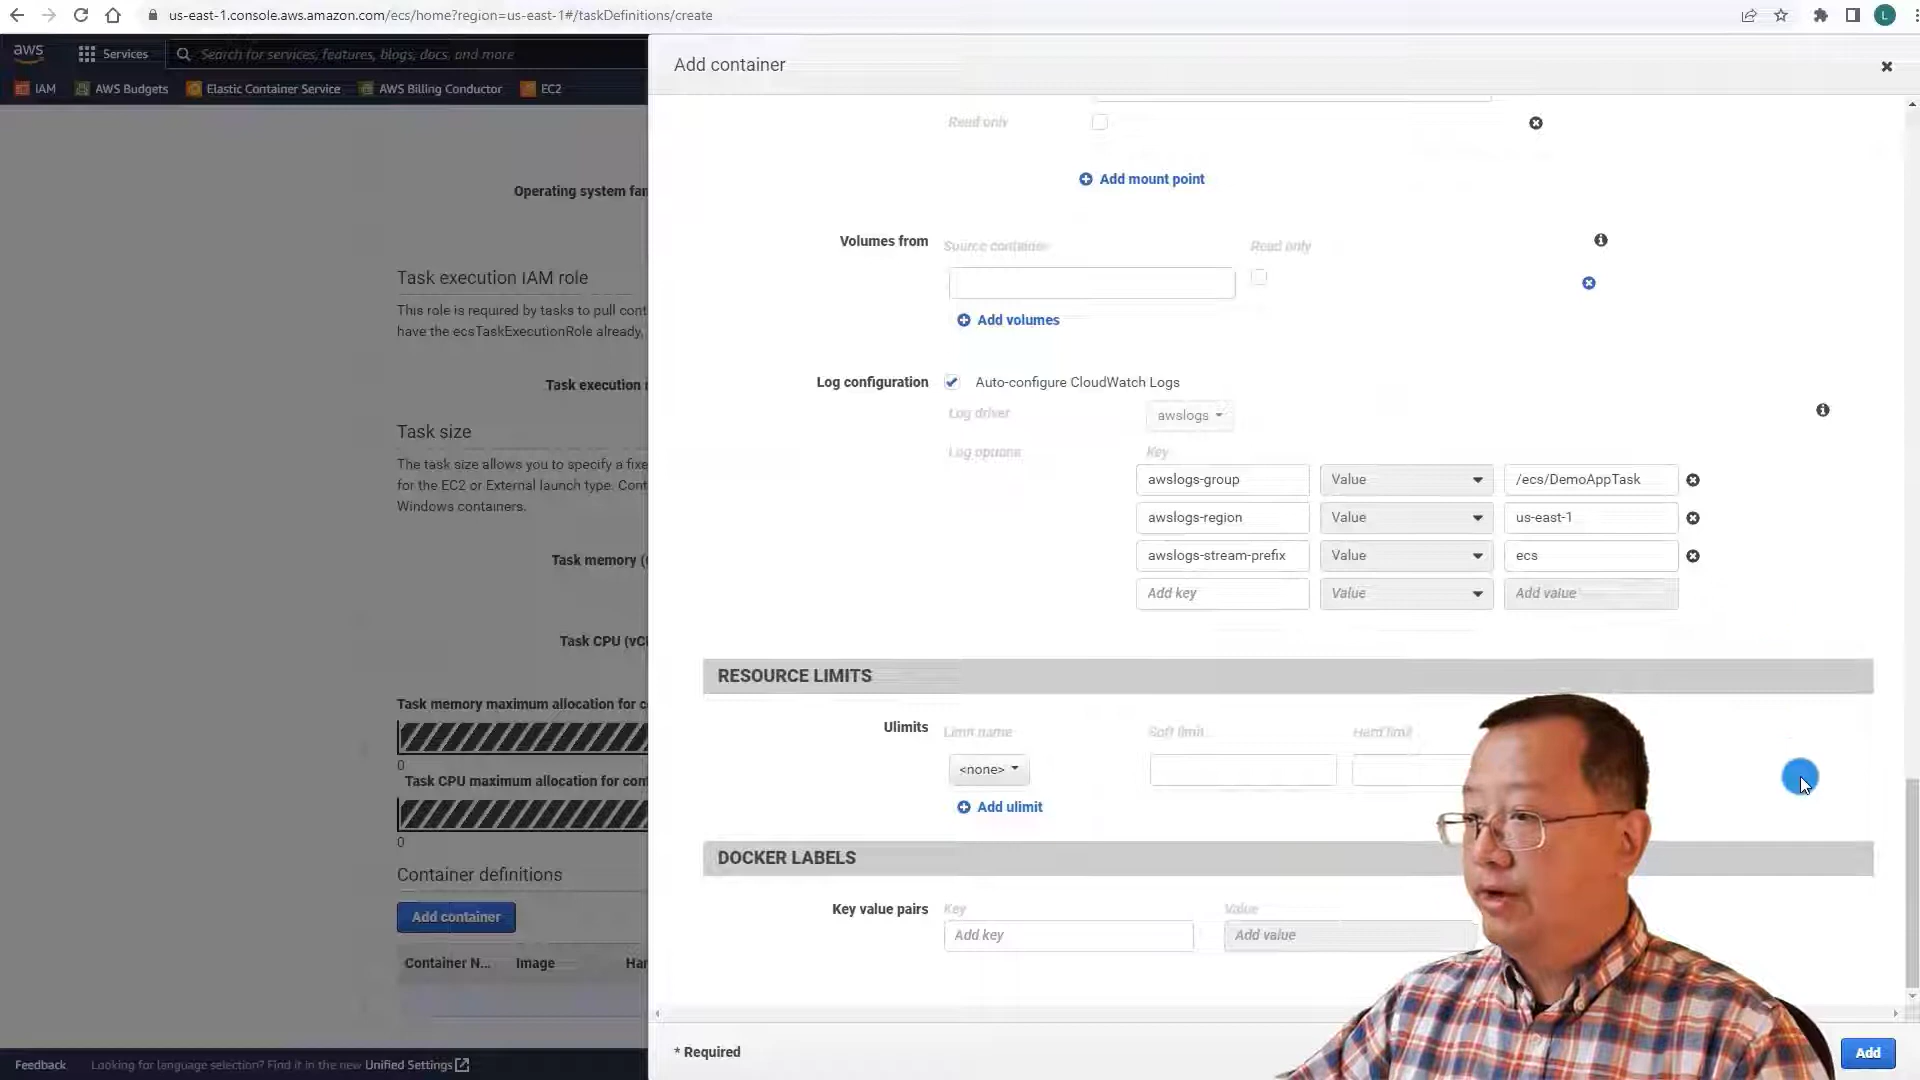 us-east-1.console.aws.amazon.com/ecs/home?region=us-east-1#/taskDefinitions/create
L
aws
Services
Search for services, features, blogs, docs, and more
IAM
AWS Budgets
Elastic Container Service
AWS Billing Conductor
EC2
Operating system fam
Task execution IAM role
This role is required by tasks to pull cont
have the ecsTaskExecutionRole already,
Task execution r
Task size
The task size allows you to specify a fixe
for the EC2 or External launch type. Cont
Windows containers.
Task memory (
Task CPU (vC
Task memory maximum allocation for c
0
Task CPU maximum allocation for con
0
Container definitions
Add container
Container N... Image Har
Add container
Read only
Add mount point
Volumes from
Source container Read only
Add volumes
Log configuration
Auto-configure CloudWatch Logs
Log driver awslogs
Log options Key
awslogs-group Value /ecs/DemoAppTask
awslogs-region Value us-east-1
awslogs-stream-prefix Value ecs
Add key Value Add value
RESOURCE LIMITS
Ulimits
Limit name Soft limit Hard limit
<none>
Add ulimit
DOCKER LABELS
Key value pairs
Key Value
Add key Add value
* Required
Add
Feedback
Looking for language selection? Find it in the new Unified Settings